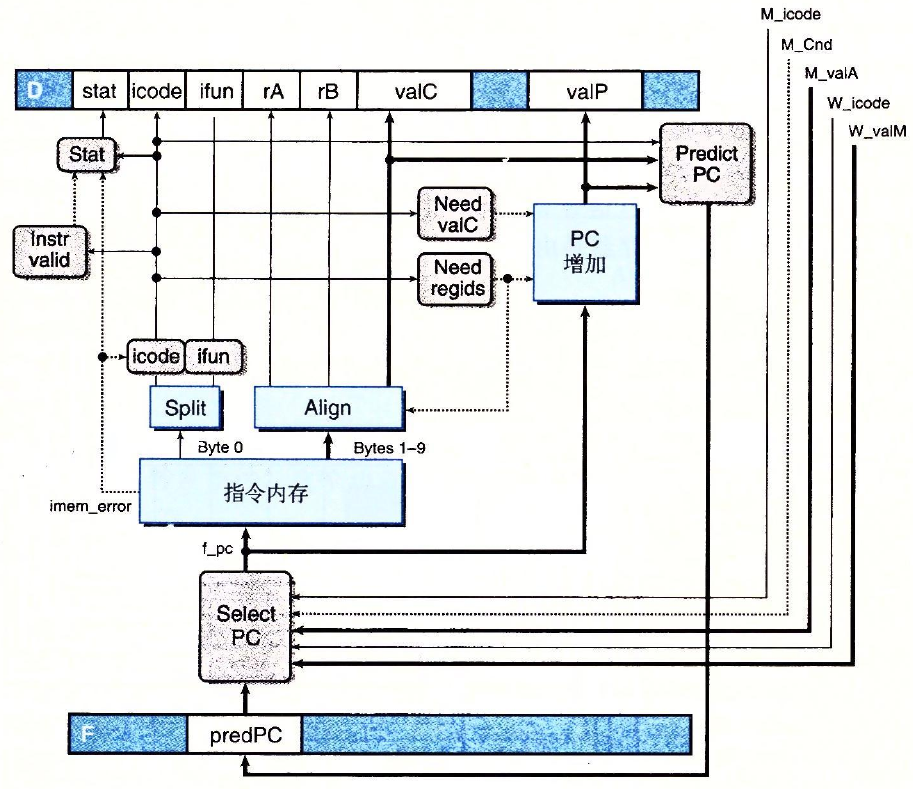 M_icode
M_Cnd
M_valA
W_icode
W_valM
D
stat
icode
ifun
rA
rB
valC
valP
Stat
Predict
PC
Need
valC
Instr
valid
PC
增加
Need
regids
icode
ifun
Split
Align
Byte 0
Bytes 1–9
指令内存
imem_error
f_pc
Select
PC
F
predPC